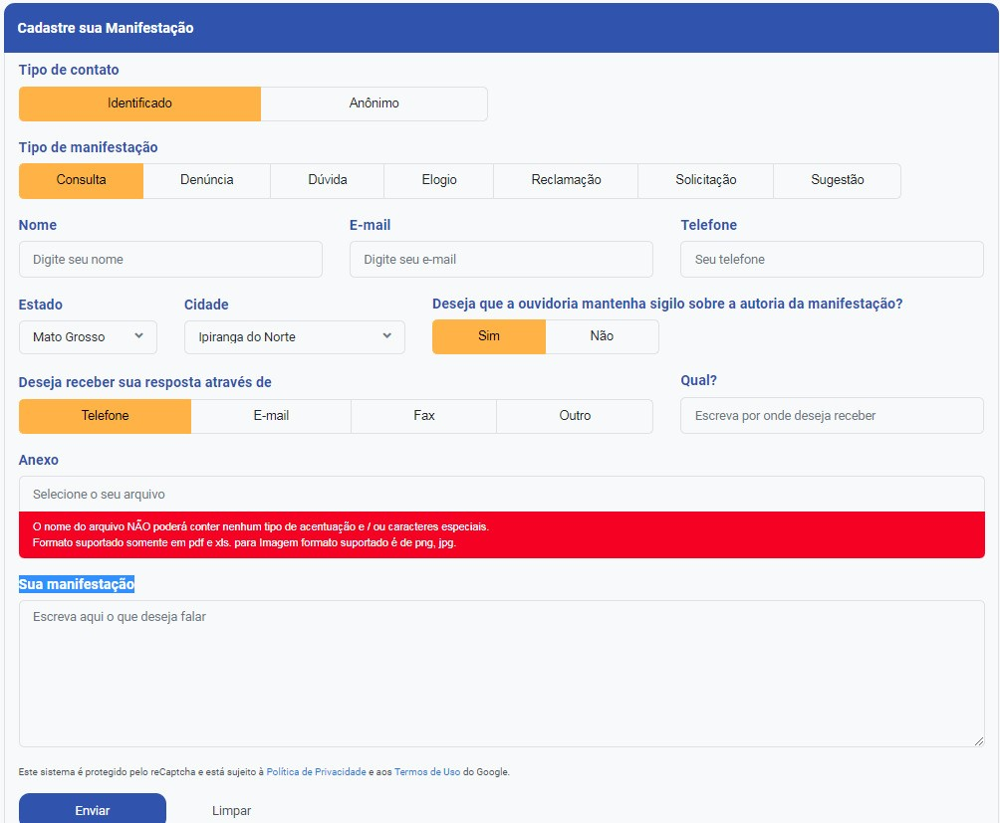 Cadastre sua Manifestação
Tipo de contato
Identificado Anônimo
Tipo de manifestação
Consulta Denúncia Dúvida Elogio Reclamação Solicitação Sugestão
Nome E-mail Telefone
Digite seu nome Digite seu e-mail Seu telefone
Estado Cidade Deseja que a ouvidoria mantenha sigilo sobre a autoria da manifestação?
Mato Grosso Ipiranga do Norte Sim Não
Deseja receber sua resposta através de Qual?
Telefone E-mail Fax Outro Escreva por onde deseja receber
Anexo
Selecione o seu arquivo
O nome do arquivo NÃO poderá conter nenhum tipo de acentuação e / ou caracteres especiais.
Formato suportado somente em pdf e xls. para Imagem formato suportado é de png, jpg.
Sua manifestação
Escreva aqui o que deseja falar
Este sistema é protegido pelo reCaptcha e está sujeito à Política de Privacidade e aos Termos de Uso do Google.
Enviar Limpar